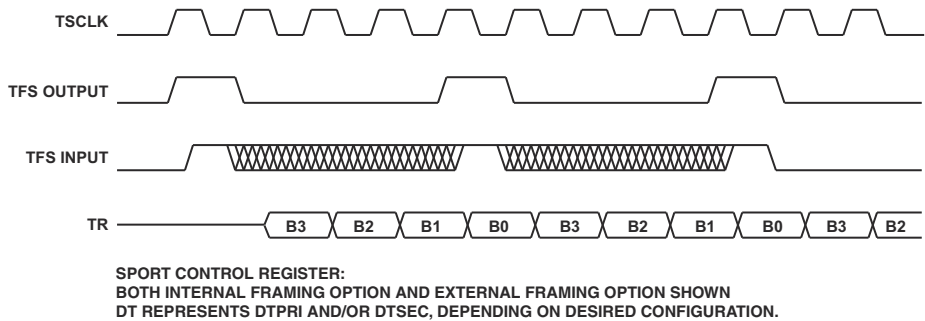 TSCLK
TFS OUTPUT
TFS INPUT
TR B3 B2 B1 B0 B3 B2 B1 B0 B3 B2
SPORT CONTROL REGISTER:
BOTH INTERNAL FRAMING OPTION AND EXTERNAL FRAMING OPTION SHOWN
DT REPRESENTS DTPRI AND/OR DTSEC, DEPENDING ON DESIRED CONFIGURATION.